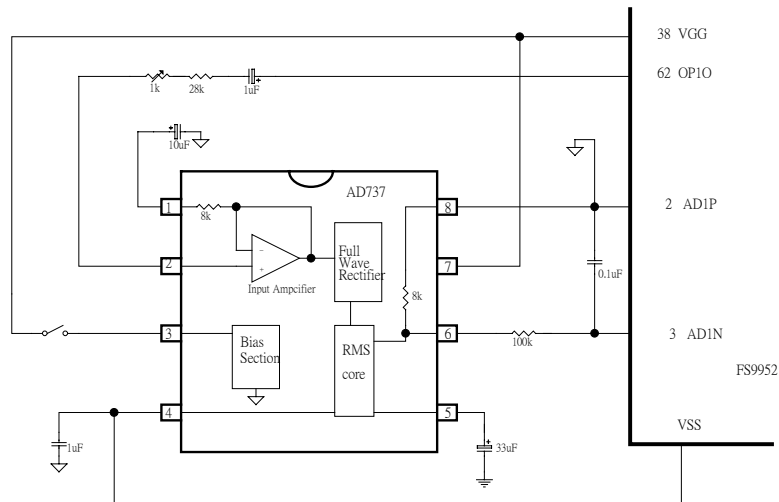 38 VGG
62 OP1O
1k
28k
1uF
10uF
AD737
1
8k
8
2 AD1P
Full
Wave
Rectifier
2
7
Input Ampcifier
0.1uF
8k
3
Bias
Section
RMS
core
6
100k
3 AD1N
FS9952
4
5
VSS
1uF
33uF
+
-
+
+
+